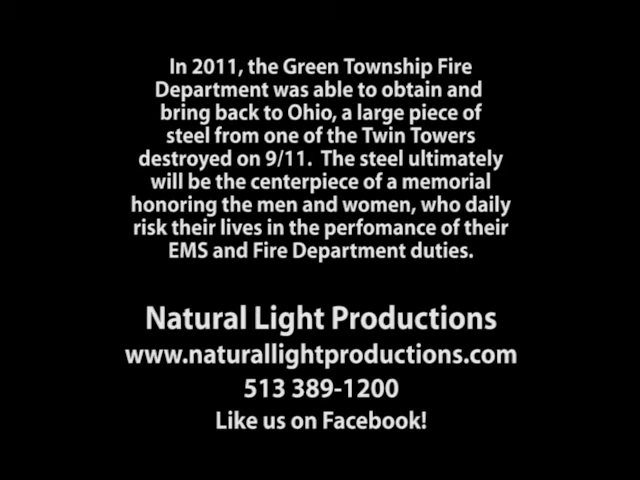 In 2011, the Green Township Fire
Department was able to obtain and
bring back to Ohio, a large piece of
steel from one of the Twin Towers
destroyed on 9/11.  The steel ultimately
will be the centerpiece of a memorial
honoring the men and women, who daily
risk their lives in the perfomance of their
EMS and Fire Department duties.
Natural Light Productions
www.naturallightproductions.com
513 389-1200
Like us on Facebook!